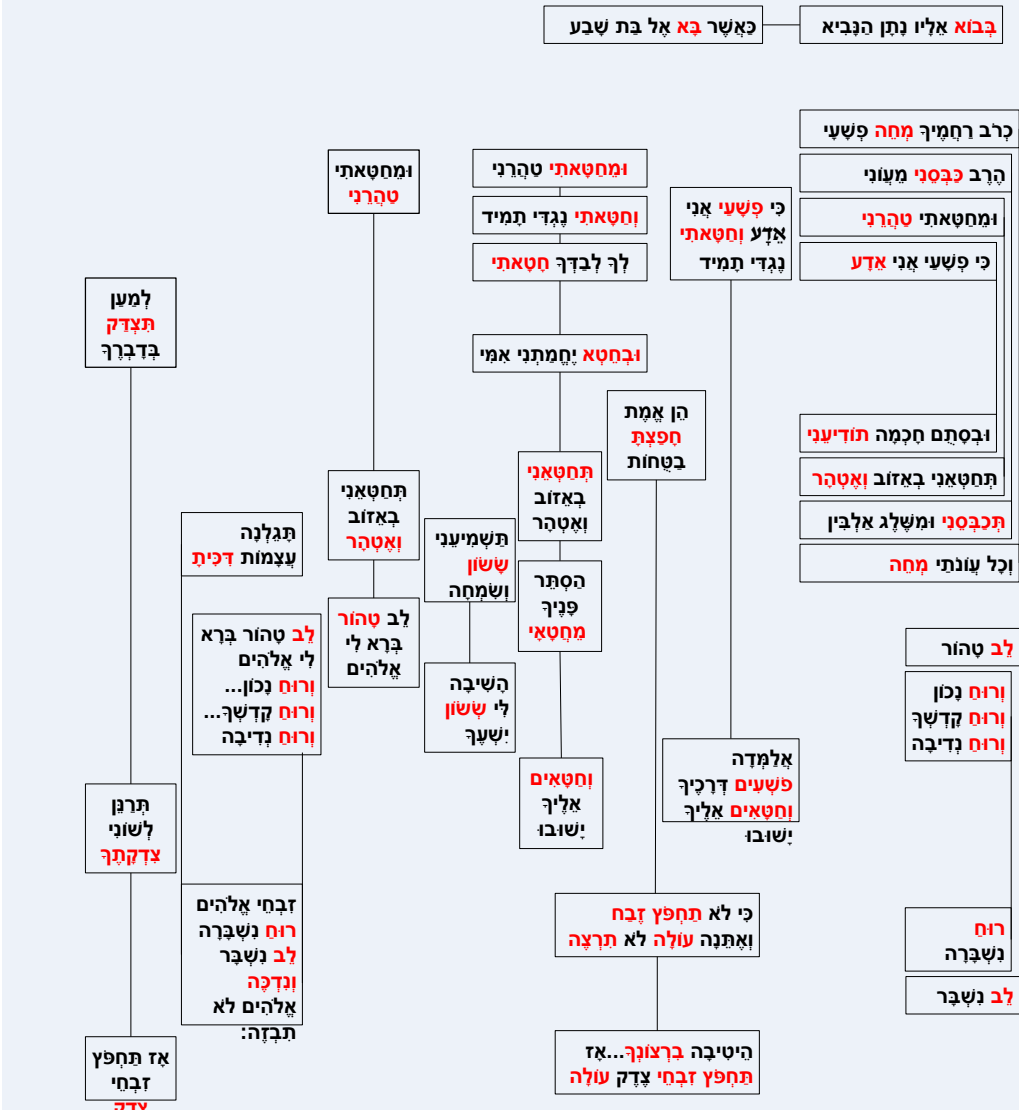 בְּבוֹא אֵלָיו נָתָן הַנָּבִיא
כַּאֲשֶׁר בָּא אֶל בַּת שָׁבַע
כְּרֹב רַחֲמֶיךָ מְחֵה פְשָׁעָי
הֶרֶב כַּבְּסֵנִי מֵעֲוֹנִי
וּמֵחַטָּאתִי טַהֲרֵנִי
כִּי פְשָׁעַי אֲנִי אֵדָע
וּבְסָתֻם חָכְמָה תוֹדִיעֵנִי
תְּחַטְּאֵנִי בְאֵזוֹב וְאֶטְהָר
תְּכַבְּסֵנִי וּמִשֶּׁלֶג אַלְבִּין
וְכָל עֲוֹנֹתַי מְחֵה
לֵב טָהוֹר
וְרוּחַ נָכוֹן
וְרוּחַ קָדְשְׁךָ
וְרוּחַ נְדִיבָה
רוּחַ
נִשְׁבָּרָה
לֵב נִשְׁבָּר
כִּי פְשָׁעַי אֲנִי
אֵדָע וְחַטָּאתִי
נֶגְדִּי תָמִיד
אֲלַמְּדָה
פֹשְׁעִים דְּרָכֶיךָ
וְחַטָּאִים אֵלֶיךָ
יָשׁוּבוּ
הֵן אֱמֶת
חָפַצְתָּ
בַטֻּחוֹת
כִּי לֹא תַחְפֹּץ זֶבַח
וְאֶתֵּנָה עוֹלָה לֹא תִרְצֶה
הֵיטִיבָה בִרְצוֹנְךָ...אָז
תַּחְפֹּץ זִבְחֵי צֶדֶק עוֹלָה
וּמֵחַטָּאתִי טַהֲרֵנִי
וְחַטָּאתִי נֶגְדִּי תָמִיד
לְךָ לְבַדְּךָ חָטָאתִי
וּבְחֵטְא יֶחֱמַתְנִי אִמִּי
תְּחַטְּאֵנִי
בְאֵזוֹב
וְאֶטְהָר
הַסְתֵּר
פָּנֶיךָ
מֵחֲטָאָי
וְחַטָּאִים
אֵלֶיךָ
יָשׁוּבוּ
תַּשְׁמִיעֵנִי
שָׂשׂוֹן
וְשִׂמְחָה
הָשִׁיבָה
לִּי שְׂשׂוֹן
יִשְׁעֶךָ
וּמֵחַטָּאתִי
טַהֲרֵנִי
תְּחַטְּאֵנִי
בְאֵזוֹב
וְאֶטְהָר
לֵב טָהוֹר
בְּרָא לִי
אֱלֹהִים
תָּגֵלְנָה
עֲצָמוֹת דִּכִּיתָ
לֵב טָהוֹר בְּרָא
לִי אֱלֹהִים
וְרוּחַ נָכוֹן...
וְרוּחַ קָדְשְׁךָ...
וְרוּחַ נְדִיבָה
זִבְחֵי אֱלֹהִים
רוּחַ נִשְׁבָּרָה
לֵב נִשְׁבָּר
וְנִדְכֶּה
אֱלֹהִים לֹא
תִבְזֶה:
לְמַעַן
תִּצְדַּק
בְּדָבְרֶךָ
תְּרַנֵּן
לְשׁוֹנִי
צִדְקָתֶךָ
אָז תַּחְפֹּץ
זִבְחֵי
צֶדֶק